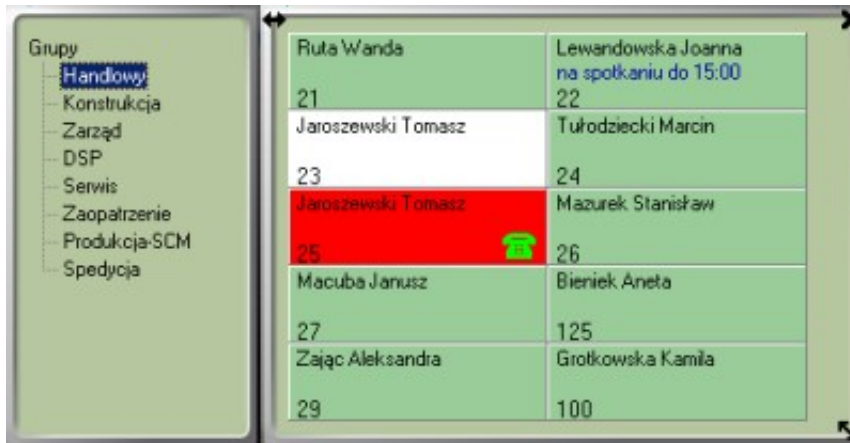 Grupy
Handlowy
Konstrukcja
Zarząd
DSP
Serwis
Zaopatrzenie
Produkcja-SCM
Spedycja
Ruta Wanda
21
Lewandowska Joanna
na spotkaniu do 15:00
22
Jaroszewski Tomasz
23
Tułodziecki Marcin
24
Jaroszewski Tomasz
25
Mazurek Stanisław
26
Macuba Janusz
27
Bieniek Aneta
125
Zając Aleksandra
29
Grotkowska Kamila
100